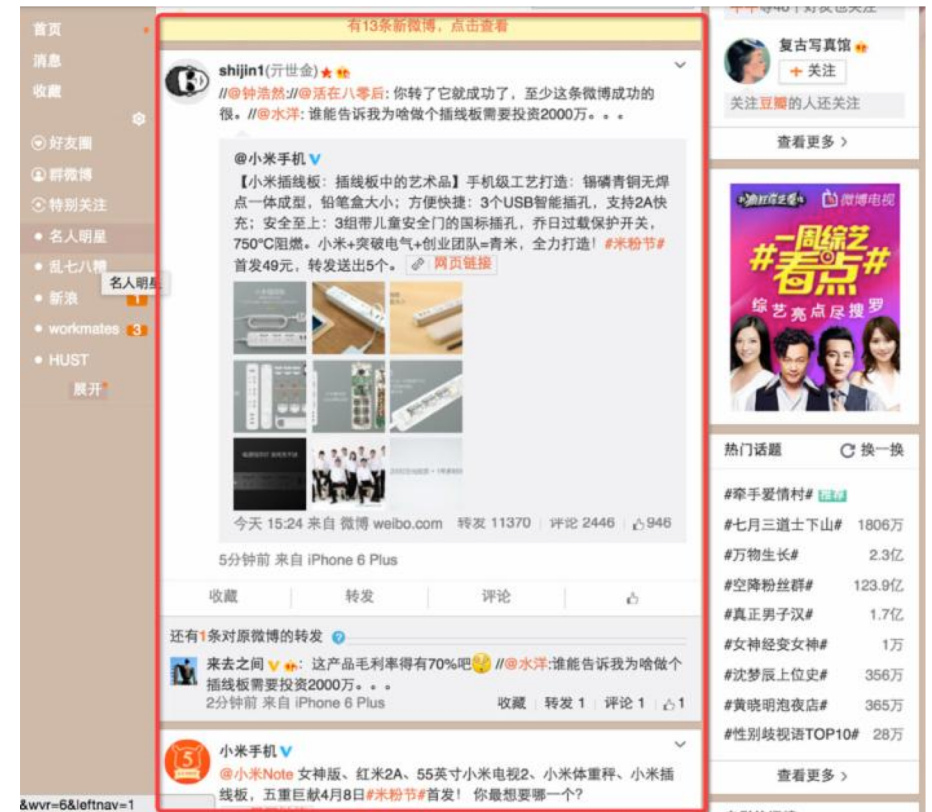 首页
消息
收藏
好友圈
群微博
特别关注
名人明星
乱七八糟
名人明星
新浪 1
workmates 3
HUST
展开
&wvr=6&leftnav=1
有13条新微博，点击查看
shijin1(亓世金)
//@钟浩然://@活在八零后: 你转了它就成功了，至少这条微博成功的
很。//@水洋: 谁能告诉我为啥做个插线板需要投资2000万。。。
@小米手机
【小米插线板：插线板中的艺术品】手机级工艺打造：锡磷青铜无焊
点一体成型，铅笔盒大小；方便快捷：3个USB智能插孔，支持2A快
充；安全至上：3组带儿童安全门的国标插孔，乔日过载保护开关，
750°C阻燃。小米+突破电气+创业团队=青米，全力打造！#米粉节#
首发49元，转发送出5个。 网页链接
今天 15:24 来自 微博 weibo.com 转发 11370 评论 2446 946
5分钟前 来自 iPhone 6 Plus
收藏 转发 评论
还有1条对原微博的转发
来去之间 ：这产品毛利率得有70%吧 //@水洋:谁能告诉我为啥做个
插线板需要投资2000万。。。
2分钟前 来自 iPhone 6 Plus 收藏 转发 1 评论 1 1
小米手机
@小米Note 女神版、红米2A、55英寸小米电视2、小米体重秤、小米插
线板，五重巨献4月8日#米粉节#首发！ 你最想要哪一个？
复古写真馆
+ 关注
关注豆瓣的人还关注
查看更多
疯狂综艺季 微博电视
一周综艺
#看点#
综艺亮点尽搜罗
热门话题 换一换
#牵手爱情村# 推荐
#七月三道士下山# 1806万
#万物生长# 2.3亿
#空降粉丝群# 123.9亿
#真正男子汉# 1.7亿
#女神经变女神# 1万
#沈梦辰上位史# 356万
#黄晓明泡夜店# 365万
#性别歧视语TOP10# 28万
查看更多